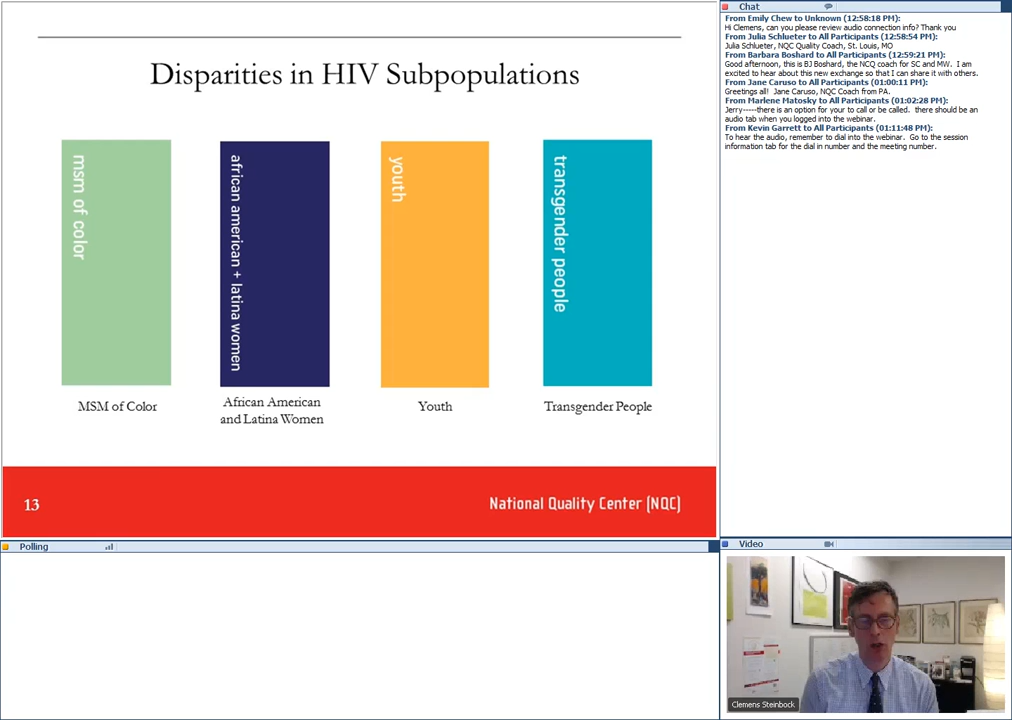 Disparities in HIV Subpopulations
msm of color
african american + latina women
youth
transgender people
MSM of Color
African American
and Latina Women
Youth
Transgender People
13
National Quality Center (NQC)
Polling
Chat
From Emily Chew to Unknown (12:58:18 PM):
Hi Clemens, can you please review audio connection info? Thank you
From Julia Schlueter to All Participants (12:58:54 PM):
Julia Schlueter, NQC Quality Coach, St. Louis, MO
From Barbara Boshard to All Participants (12:59:21 PM):
Good afternoon, this is BJ Boshard, the NCQ coach for SC and MW.  I am
excited to hear about this new exchange so that I can share it with others.
From Jane Caruso to All Participants (01:00:11 PM):
Greetings all!  Jane Caruso, NQC Coach from PA.
From Marlene Matosky to All Participants (01:02:28 PM):
Jerry-----there is an option for your to call or be called.  there should be an
audio tab when you logged into the webinar.
From Kevin Garrett to All Participants (01:11:48 PM):
To hear the audio, remember to dial into the webinar.  Go to the session
information tab for the dial in number and the meeting number.
Video
Clemens Steinbock